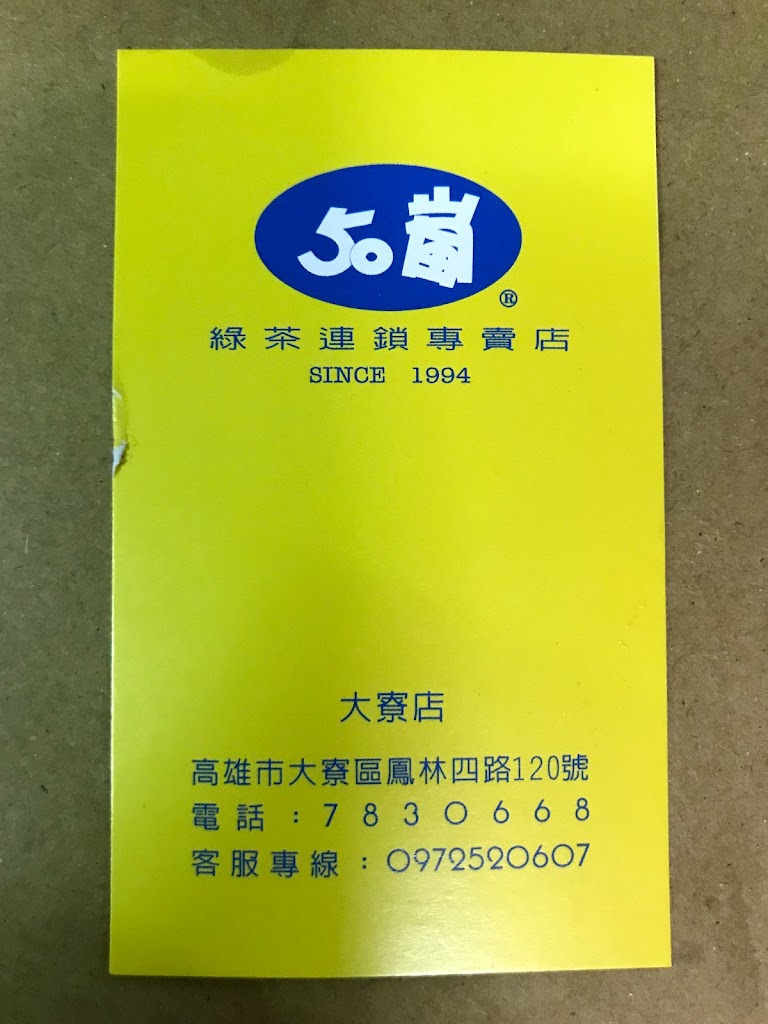 50嵐
®
綠茶連鎖專賣店
SINCE 1994
大寮店
高雄市大寮區鳳林四路120號
電話：7830668
客服專線：0972520607